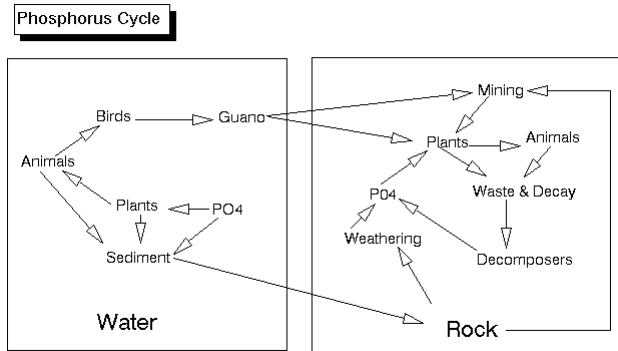 Phosphorus Cycle
Birds
Guano
Animals
Plants
PO4
Sediment
Water
Mining
Plants
Animals
PO4
Waste & Decay
Weathering
Decomposers
Rock